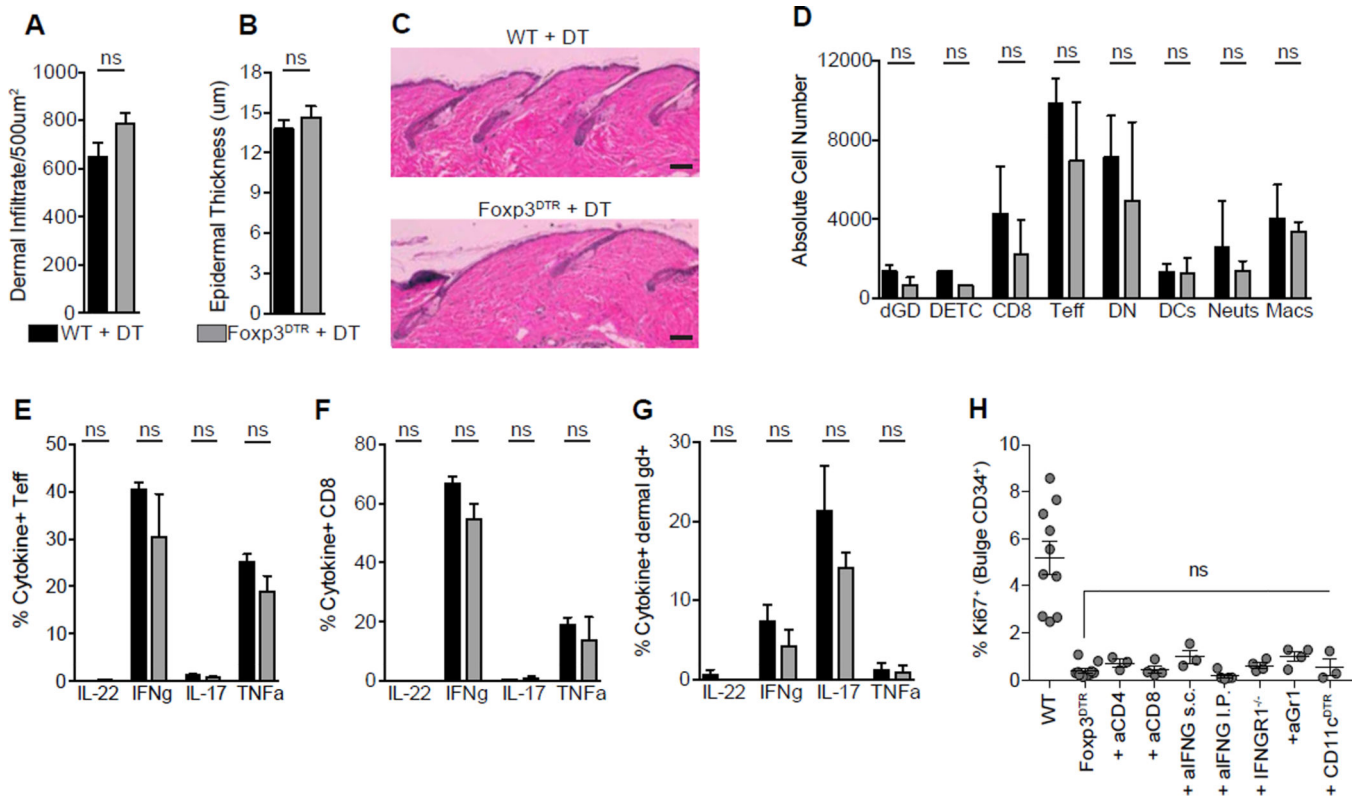 A
ns
Dermal Infiltrate/500um²
1000
800
600
400
200
0
B
ns
Epidermal Thickness (um)
18
15
12
9
6
3
0
WT + DT
Foxp3ᴰᵀᴿ + DT
C
WT + DT
Foxp3ᴰᵀᴿ + DT
D
ns ns ns ns ns ns ns ns
Absolute Cell Number
12000
8000
4000
0
dGD DETC CD8 Teff DN DCs Neuts Macs
E
ns ns ns ns
% Cytokine+ Teff
50
40
30
20
10
0
IL-22 IFNg IL-17 TNFa
F
ns ns ns ns
% Cytokine+ CD8
80
60
40
20
0
IL-22 IFNg IL-17 TNFa
G
ns ns ns ns
% Cytokine+ dermal gd+
30
20
10
0
IL-22 IFNg IL-17 TNFa
H
ns
% Ki67⁺ (Bulge CD34⁺)
10
8
6
4
2
0
WT
Foxp3ᴰᵀᴿ
+ aCD4
+ aCD8
+ aIFNG s.c.
+ aIFNG I.P.
+ IFNGR1⁻/⁻
+aGr1
+ CD11cᴰᵀᴿ